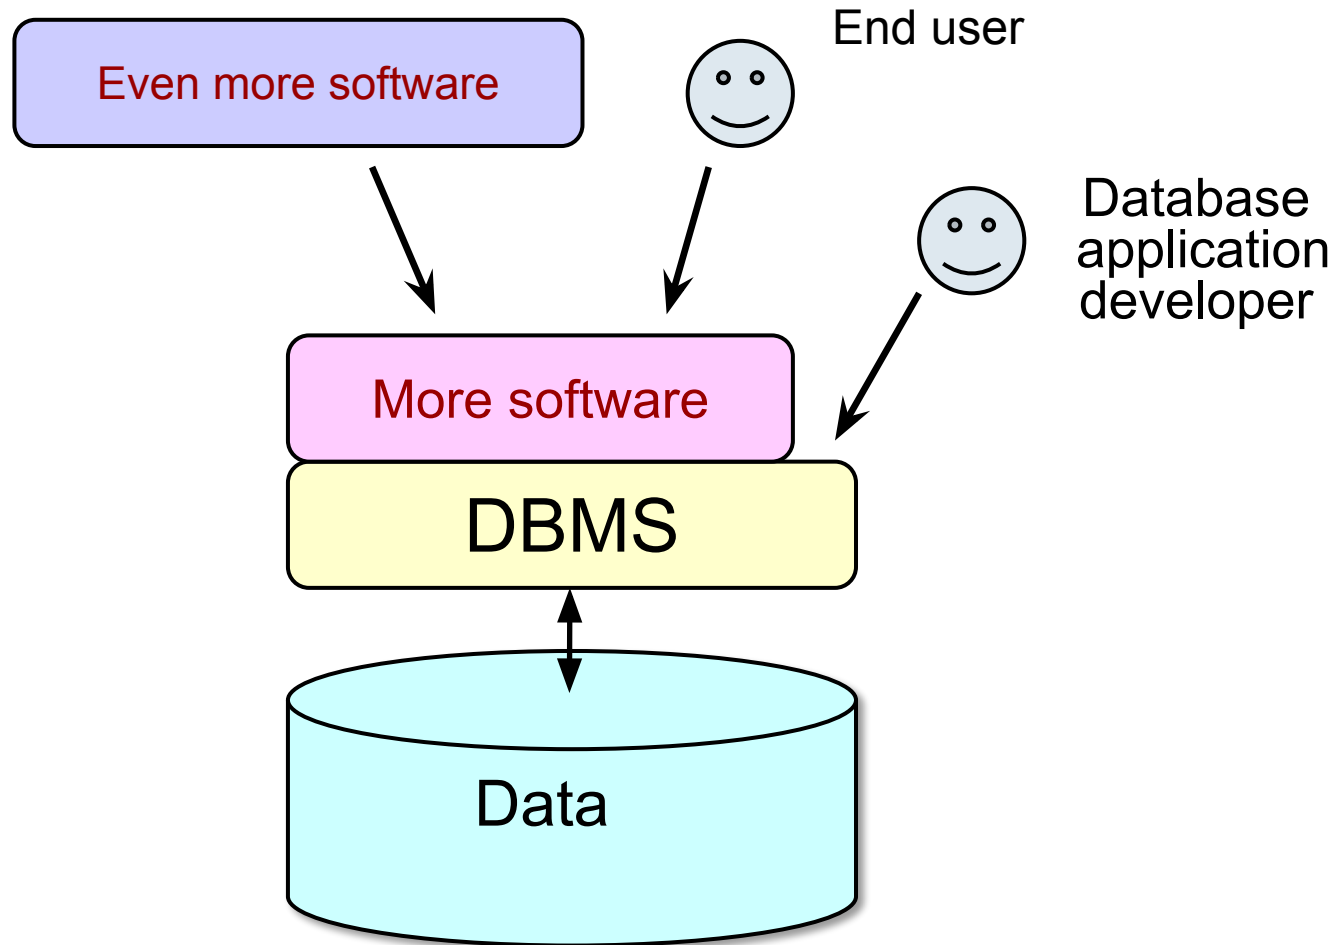 End user
Even more software
Database
application
developer
More software
DBMS
Data